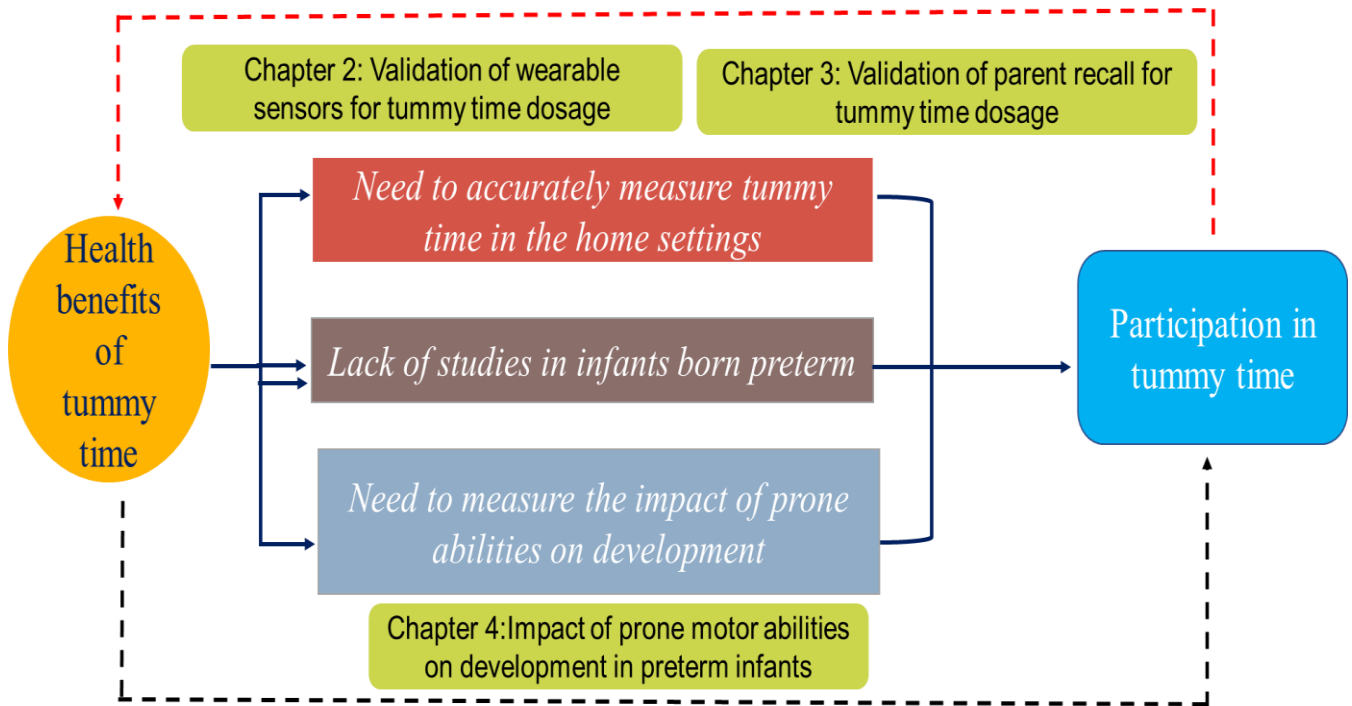 Chapter 2: Validation of wearable
sensors for tummy time dosage
Chapter 3: Validation of parent recall for
tummy time dosage
Need to accurately measure tummy
time in the home settings
Health
benefits
of
tummy
time
Lack of studies in infants born preterm
Participation in
tummy time
Need to measure the impact of prone
abilities on development
Chapter 4:Impact of prone motor abilities
on development in preterm infants